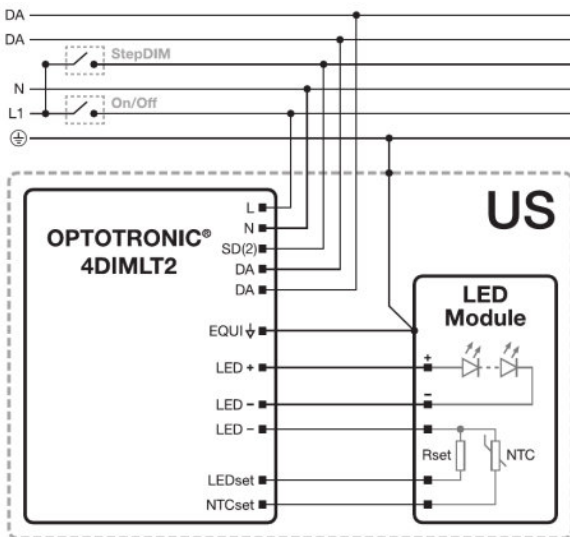 DA
DA
StepDIM
N
On/Off
L1
US
OPTOTRONIC®
4DIMLT2
L
N
SD(2)
DA
DA
EQUI
LED +
LED -
LED -
LEDset
NTCset
LED
Module
+
-
Rset
NTC